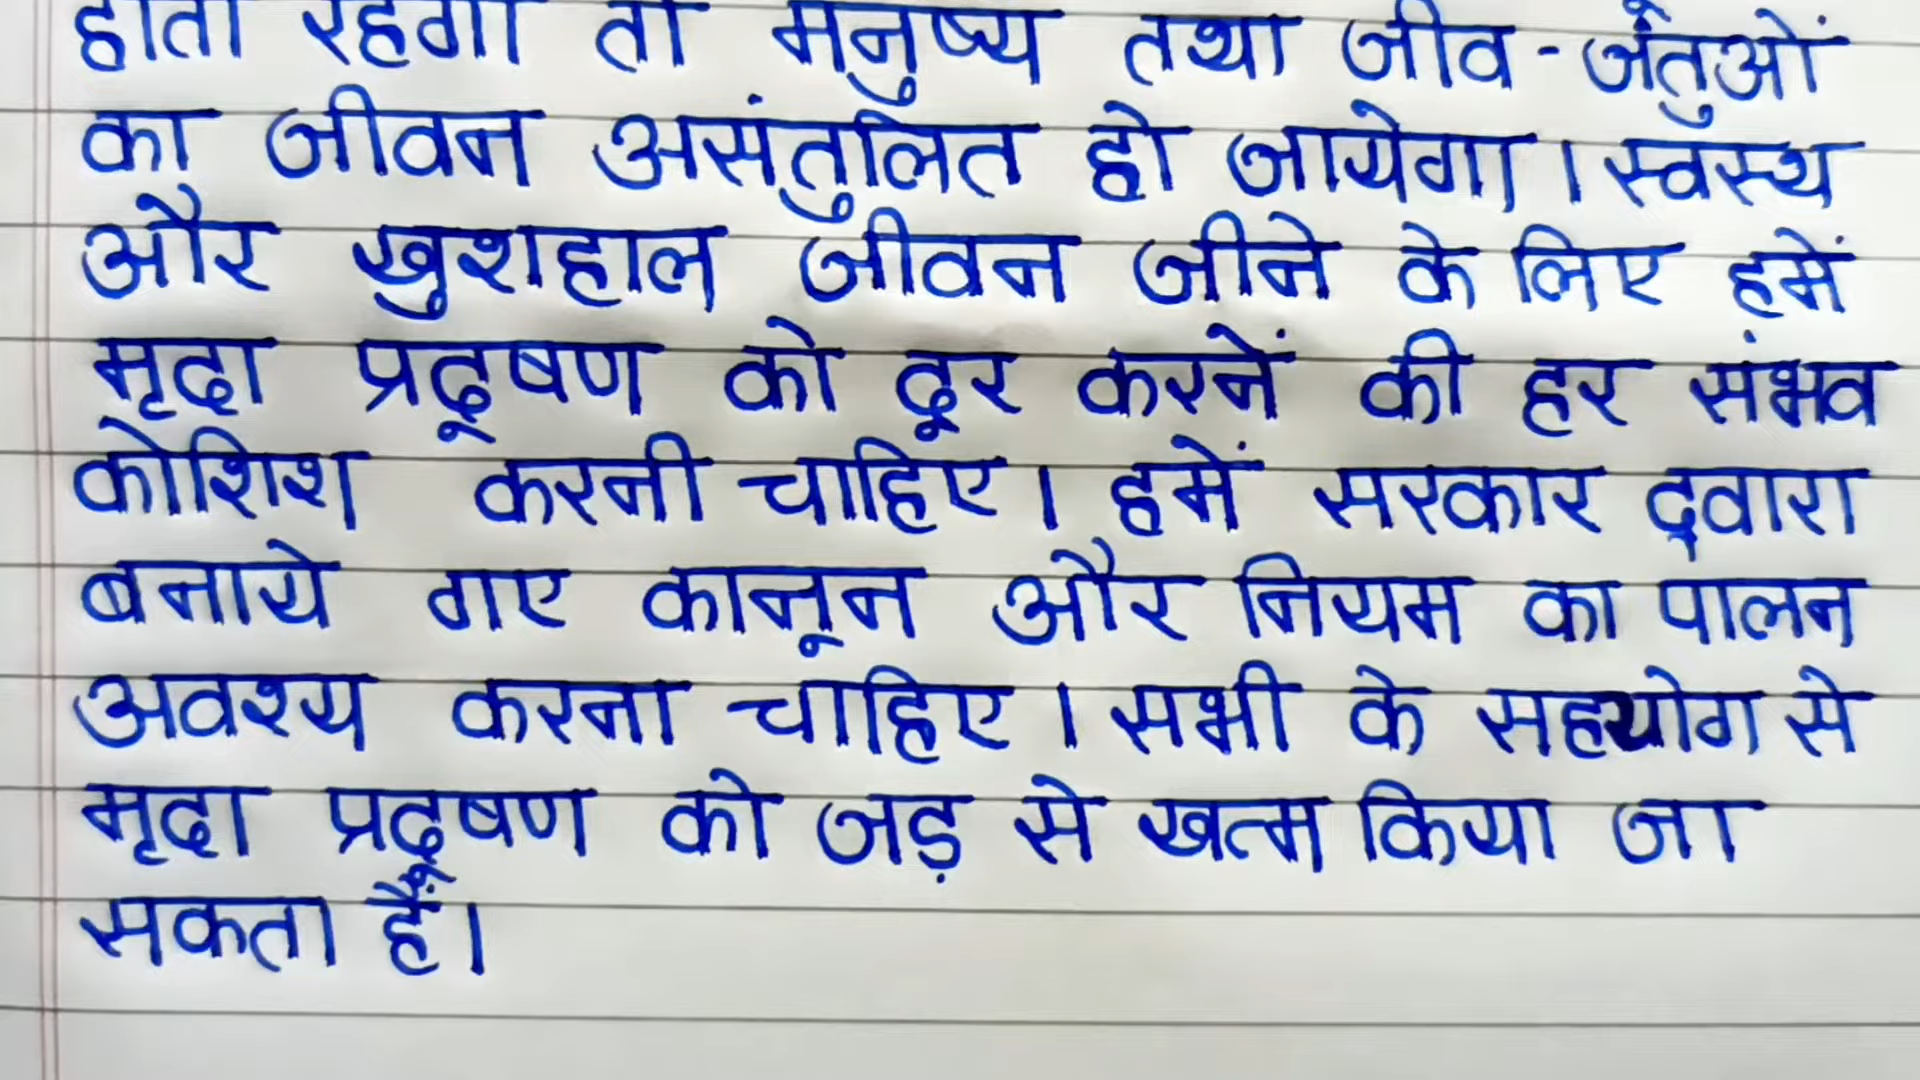 होता रहेगा तो मनुष्य तथा जीव-जंतुओं
का जीवन असंतुलित हो जायेगा । स्वस्थ
और खुशहाल जीवन जीने के लिए हमें
मृदा प्रदूषण को दूर करनें की हर संभव
कोशिश करनी चाहिए । हमें सरकार द्वारा
बनाये गए कानून और नियम का पालन
अवश्य करना चाहिए । सभी के सहयोग से
मृदा प्रदूषण को जड़ से खत्म किया जा
सकता हैं ।